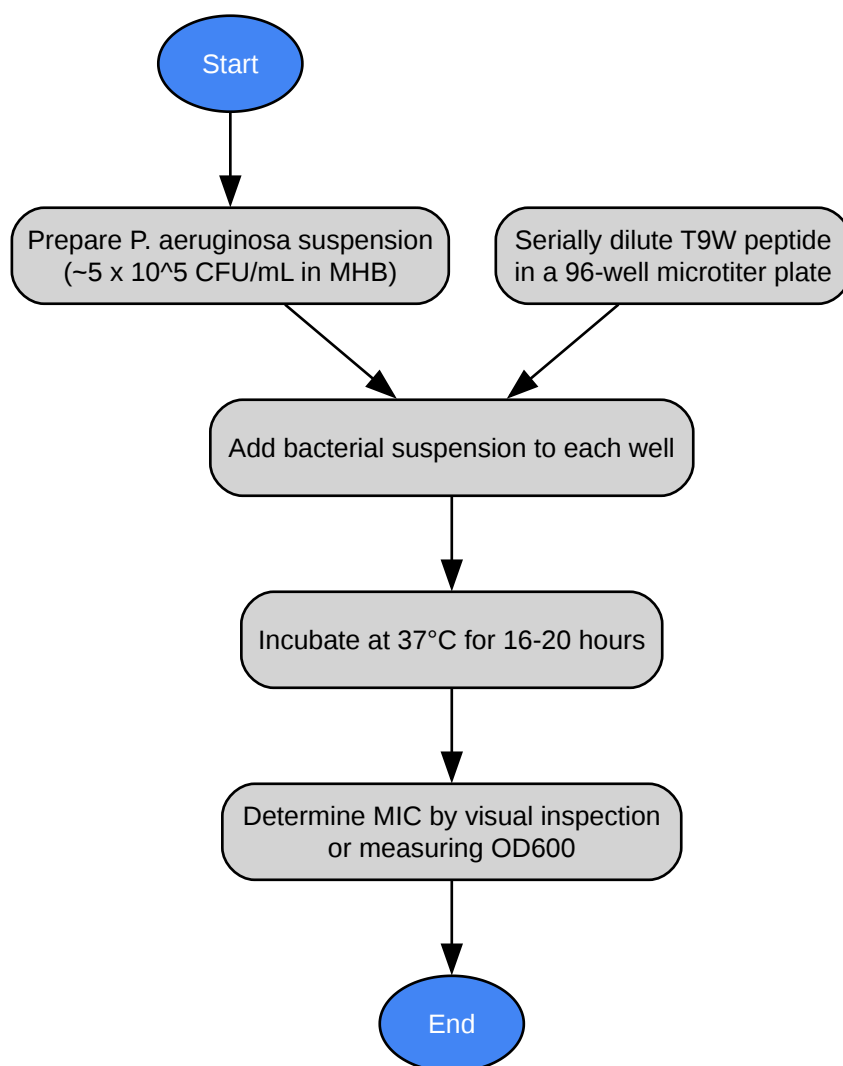 Start
Prepare P. aeruginosa suspension
(~5 x 10^5 CFU/mL in MHB)
Serially dilute T9W peptide
in a 96-well microtiter plate
Add bacterial suspension to each well
Incubate at 37°C for 16-20 hours
Determine MIC by visual inspection
or measuring OD600
End